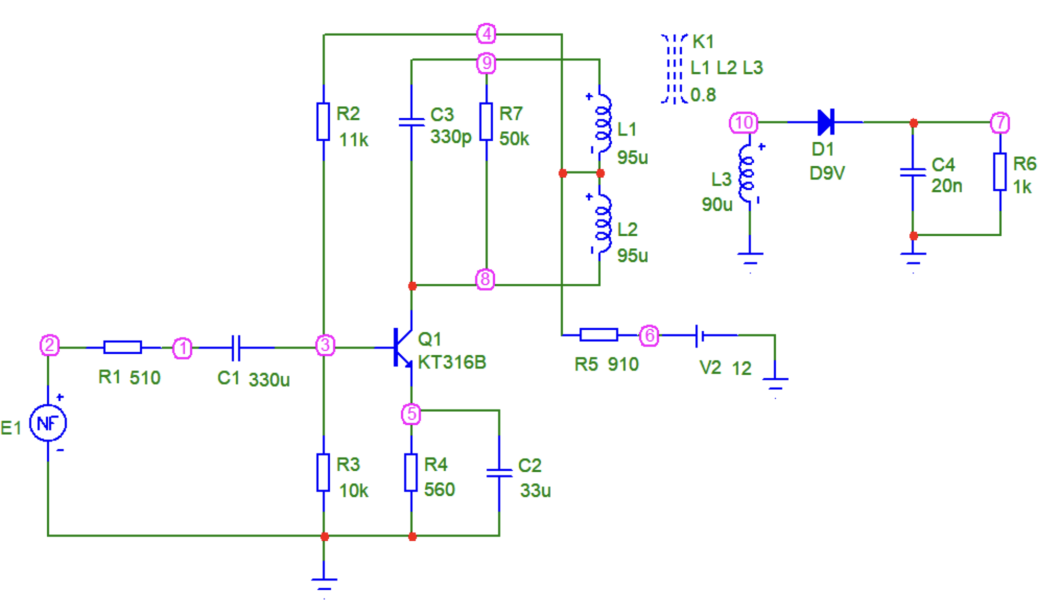 4
9
K1
L1 L2 L3
0.8
R2
11k
C3
330p
R7
50k
+
L1
-
95u
10
D1
D9V
7
+
L3
-
90u
C4
20n
R6
1k
+
L2
-
95u
8
2
R1 510
1
C1 330u
3
Q1
KT316B
R5 910
6
V2 12
5
E1
+
NF
-
R3
10k
R4
560
C2
33u